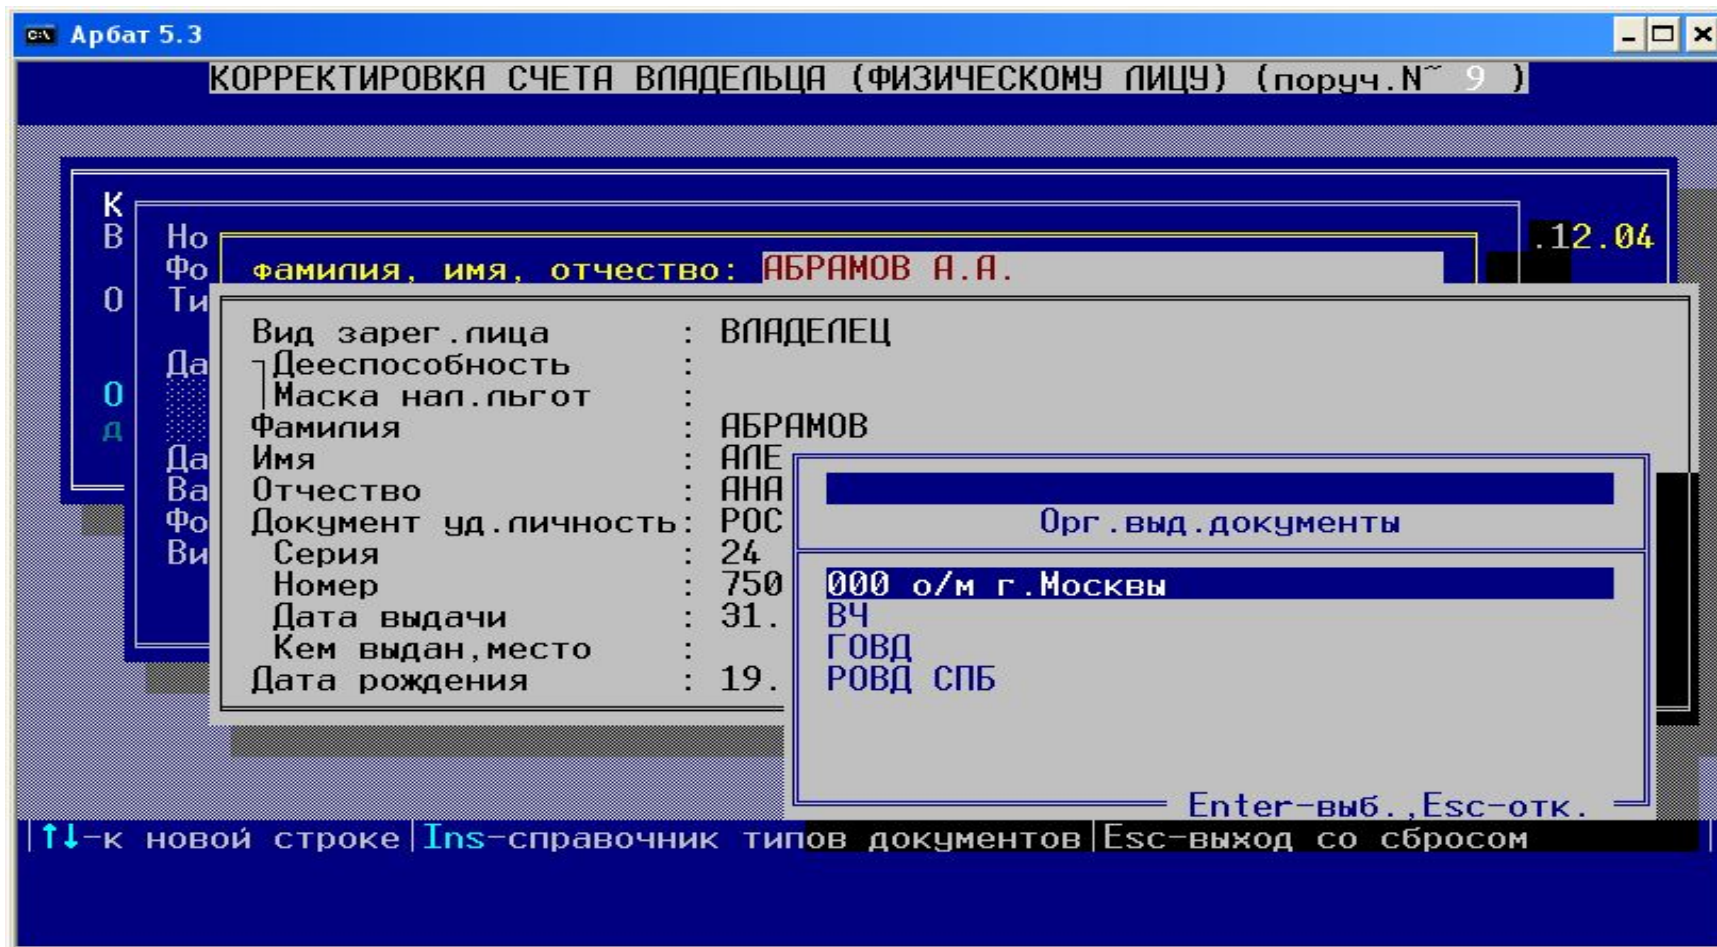 Арбат 5.3
КОРРЕКТИРОВКА СЧЕТА ВЛАДЕЛЬЦА (ФИЗИЧЕСКОМУ ЛИЦУ) (поруч.N~ 9 )
К
В Но .12.04
Фо фамилия, имя, отчество: АБРАМОВ А.А.
О Ти
Вид зарег.лица : ВЛАДЕЛЕЦ
Да Дееспособность :
О Маска нал.льгот :
д Фамилия : АБРАМОВ
Да Имя : АЛЕ
Ва Отчество : АНА
Фо Документ уд.личность: РОС
Ви Серия : 24
Номер : 750
Дата выдачи : 31.
Кем выдан,место :
Дата рождения : 19.
Орг.выд.документы
000 о/м г.Москвы
ВЧ
ГОВД
РОВД СПБ
Enter-выб.,Esc-отк.
↑↓-к новой строке|Ins-справочник типов документов|Esc-выход со сбросом